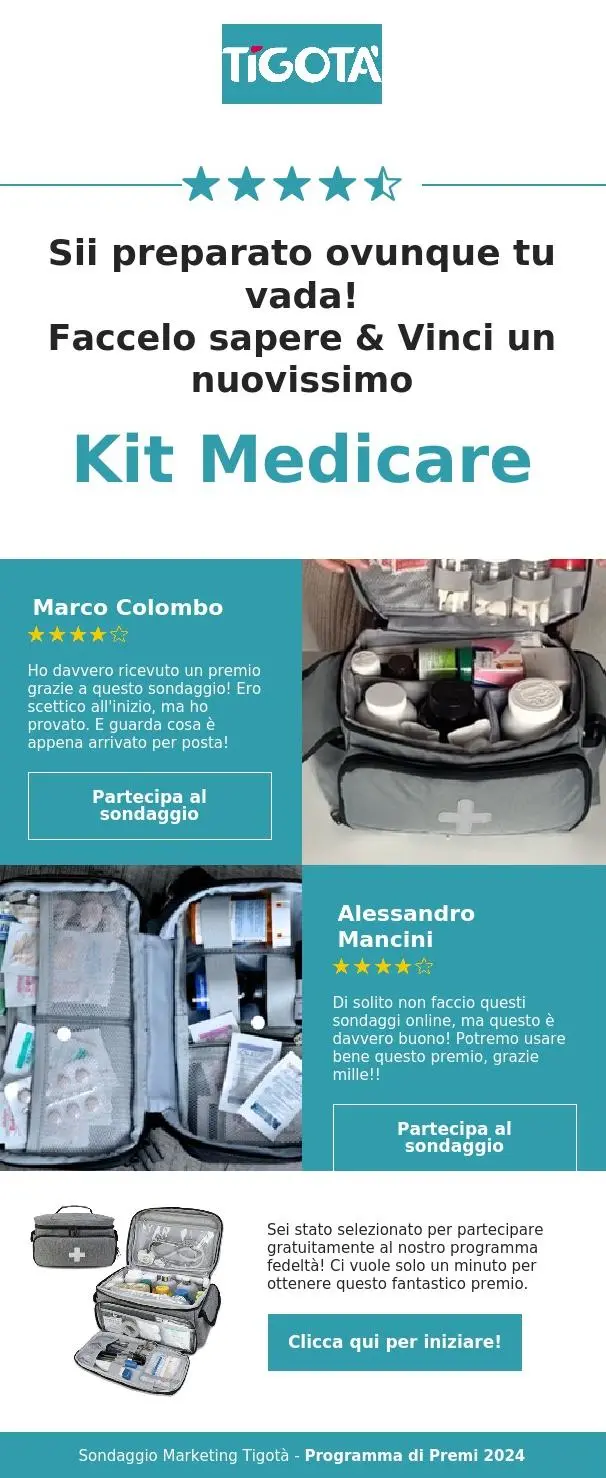 TIGOTÀ
Sii preparato ovunque tu
vada!
Faccelo sapere & Vinci un
nuovissimo
Kit Medicare
Marco Colombo
Ho davvero ricevuto un premio
grazie a questo sondaggio! Ero
scettico all'inizio, ma ho
provato. E guarda cosa è
appena arrivato per posta!
Partecipa al
sondaggio
Alessandro
Mancini
Di solito non faccio questi
sondaggi online, ma questo è
davvero buono! Potremo usare
bene questo premio, grazie
mille!!
Partecipa al
sondaggio
Sei stato selezionato per partecipare
gratuitamente al nostro programma
fedeltà! Ci vuole solo un minuto per
ottenere questo fantastico premio.
Clicca qui per iniziare!
Sondaggio Marketing Tigotà - Programma di Premi 2024